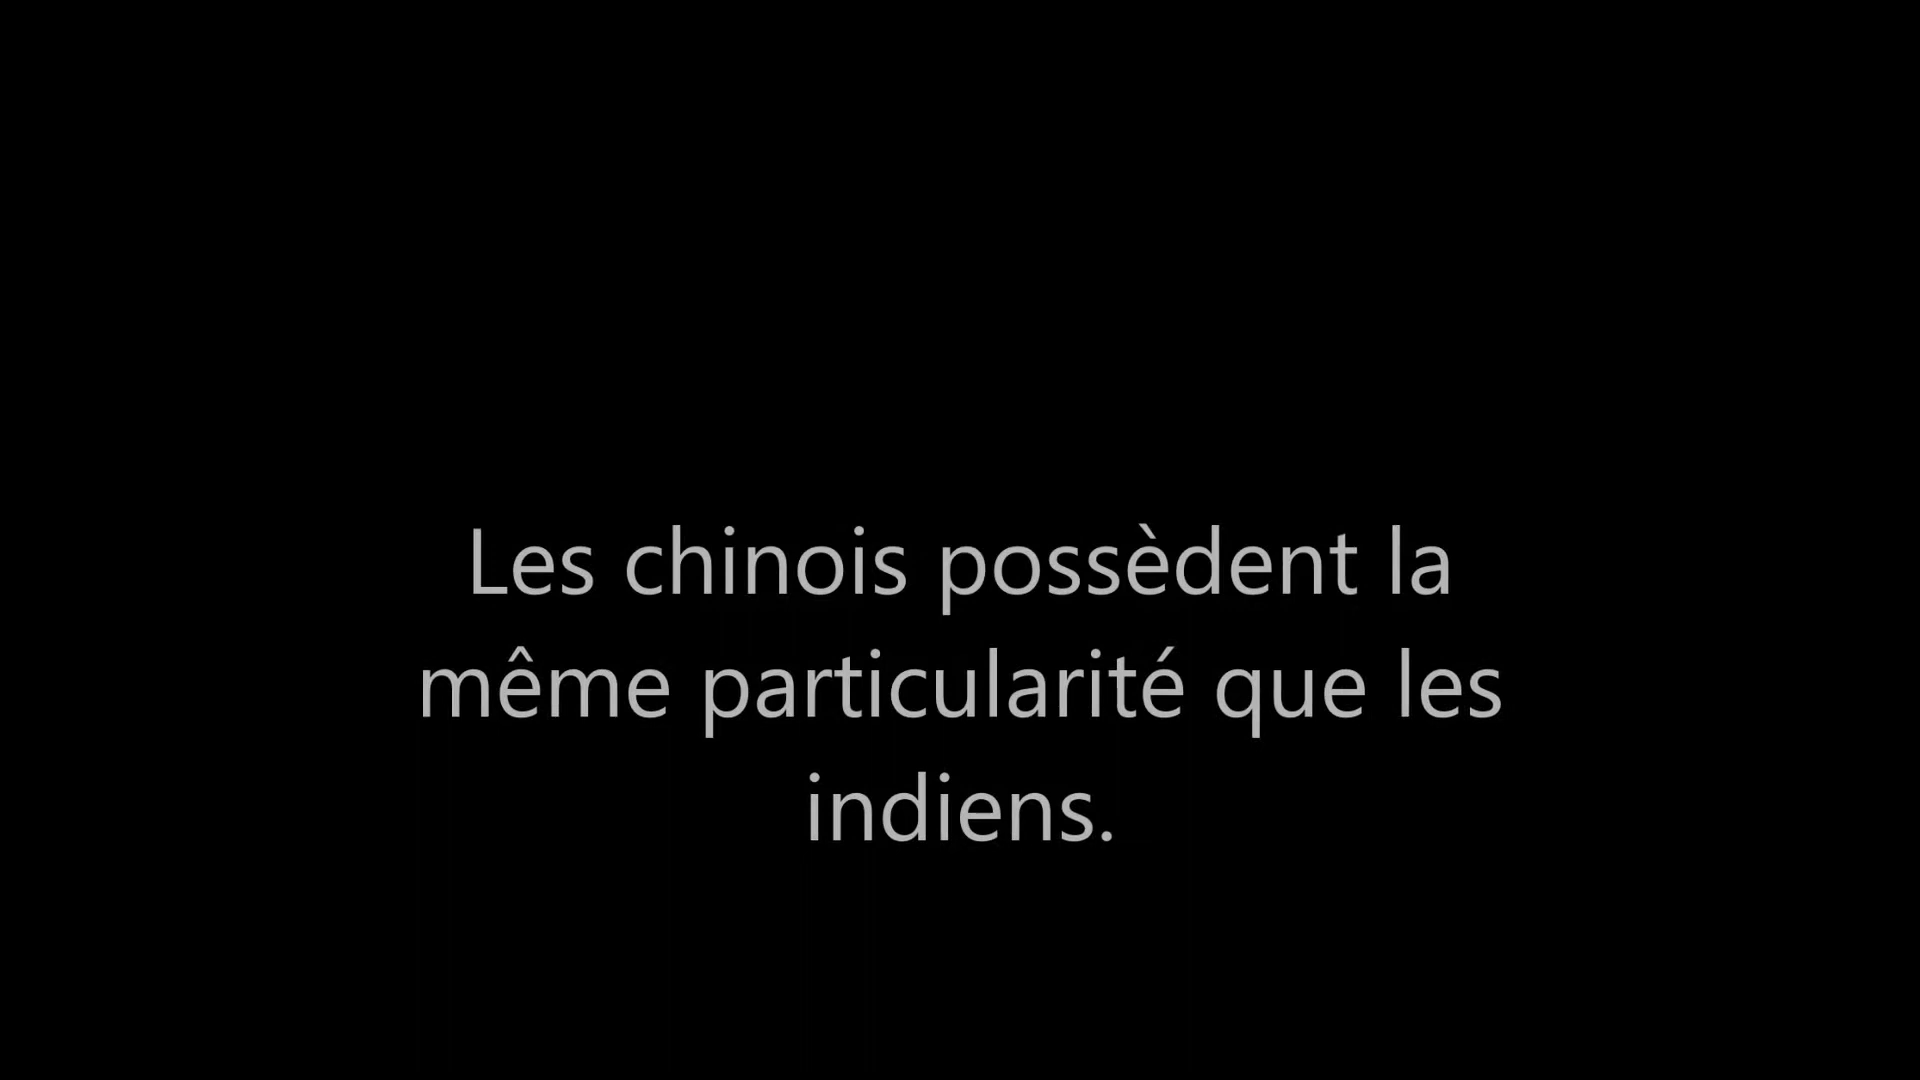 Les chinois possèdent la
même particularité que les
indiens.